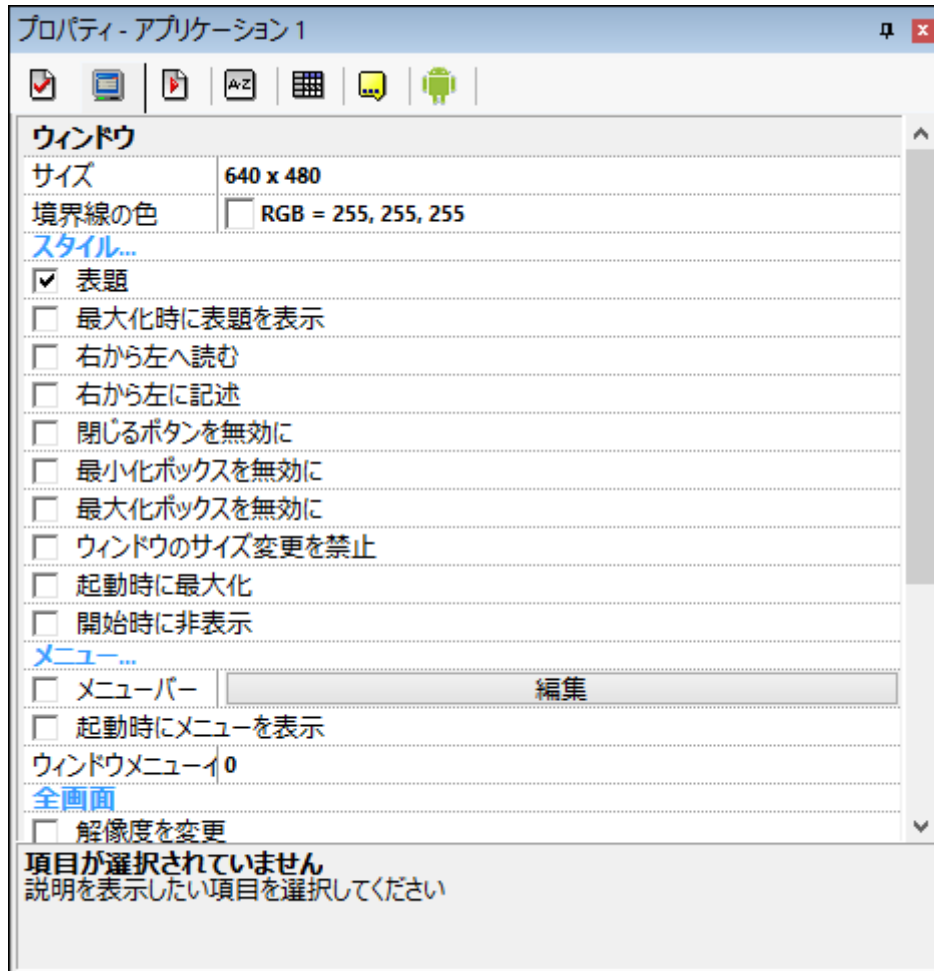 プロパティ - アプリケーション 1
A-Z
ウィンドウ
サイズ 640 x 480
境界線の色 RGB = 255, 255, 255
スタイル...
表題
最大化時に表題を表示
右から左へ読む
右から左に記述
閉じるボタンを無効に
最小化ボックスを無効に
最大化ボックスを無効に
ウィンドウのサイズ変更を禁止
起動時に最大化
開始時に非表示
メニュー...
メニューバー 編集
起動時にメニューを表示
ウィンドウメニューイ 0
全画面
解像度を変更
項目が選択されていません
説明を表示したい項目を選択してください